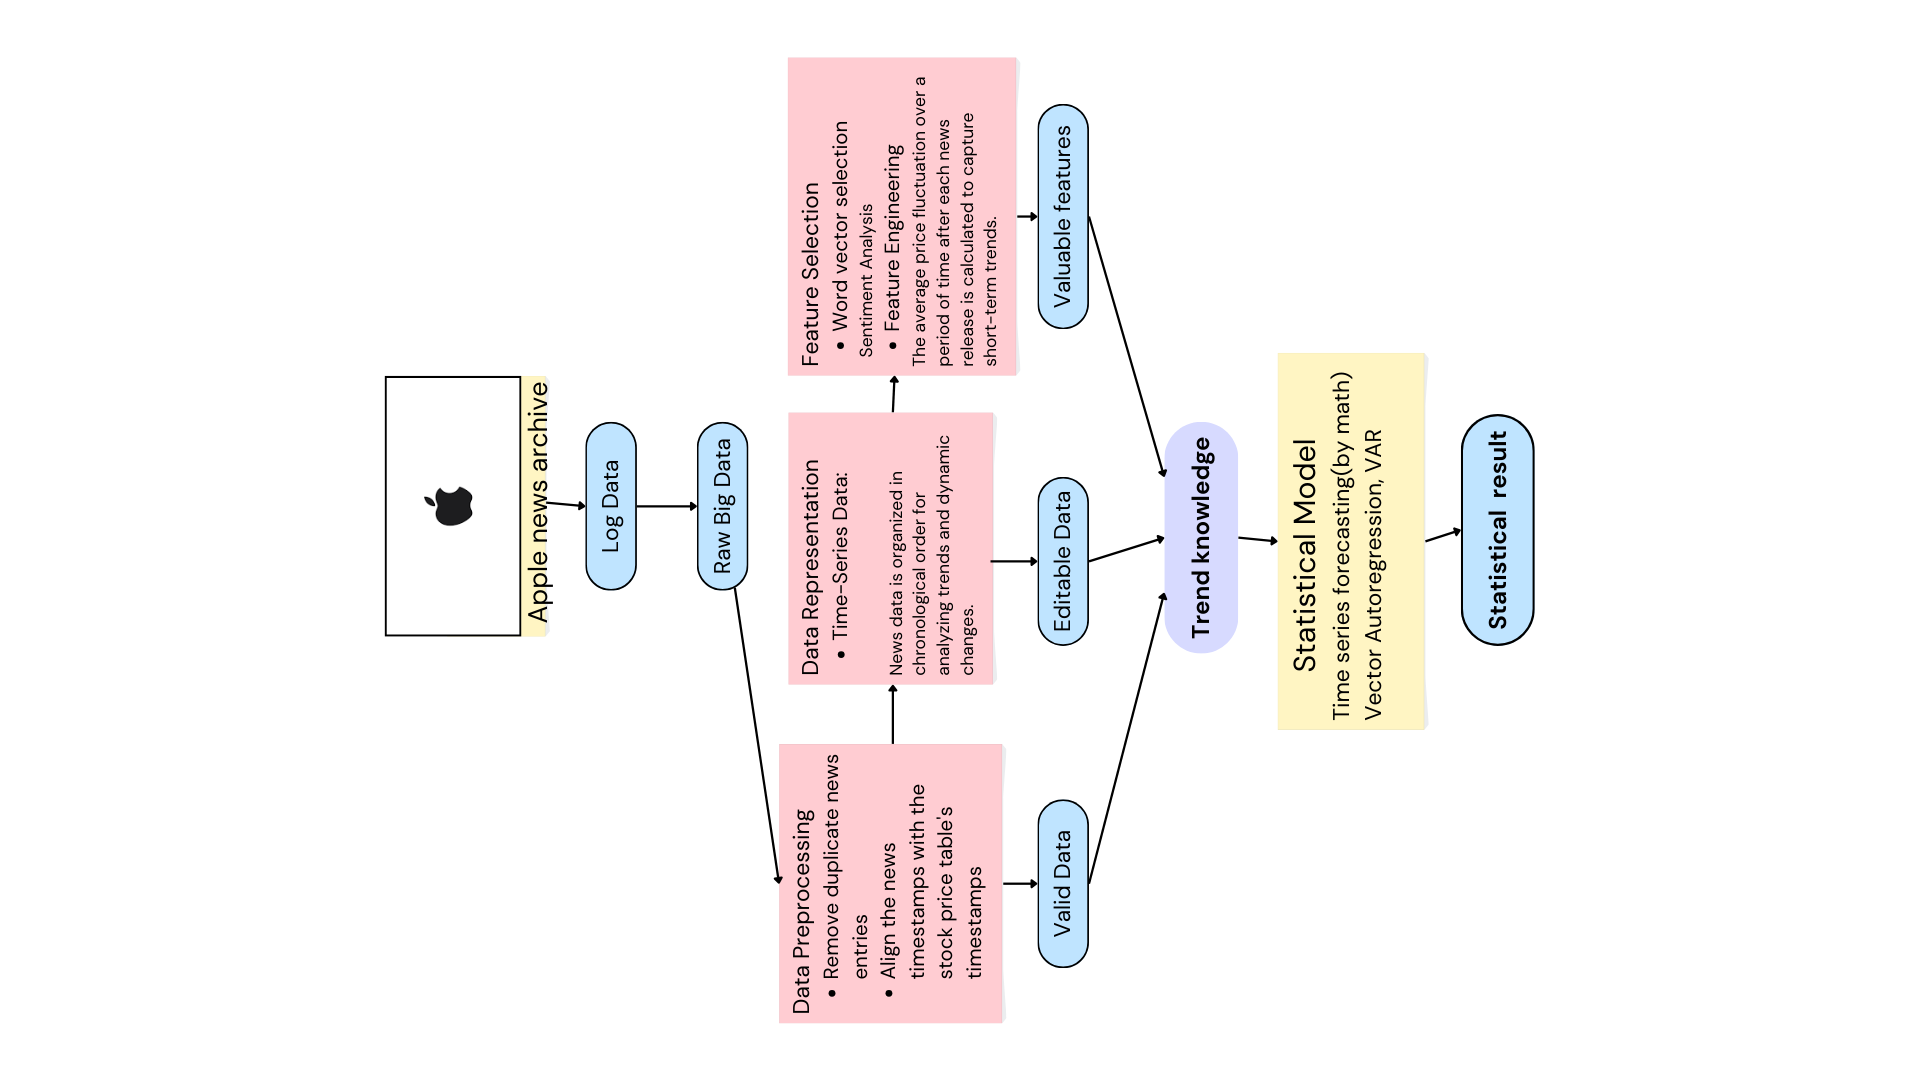 Apple news archive
Log Data
Raw Big Data
Data Preprocessing
• Remove duplicate news
entries
• Align the news
timestamps with the
stock price table's
timestamps
Data Representation
• Time-Series Data:
News data is organized in
chronological order for
analyzing trends and dynamic
changes.
Feature Selection
• Word vector selection
Sentiment Analysis
• Feature Engineering
The average price fluctuation over a
period of time after each news
release is calculated to capture
short-term trends.
Valid Data
Editable Data
Valuable features
Trend knowledge
Statistical Model
Time series forecasting(by math)
Vector Autoregression, VAR
Statistical result